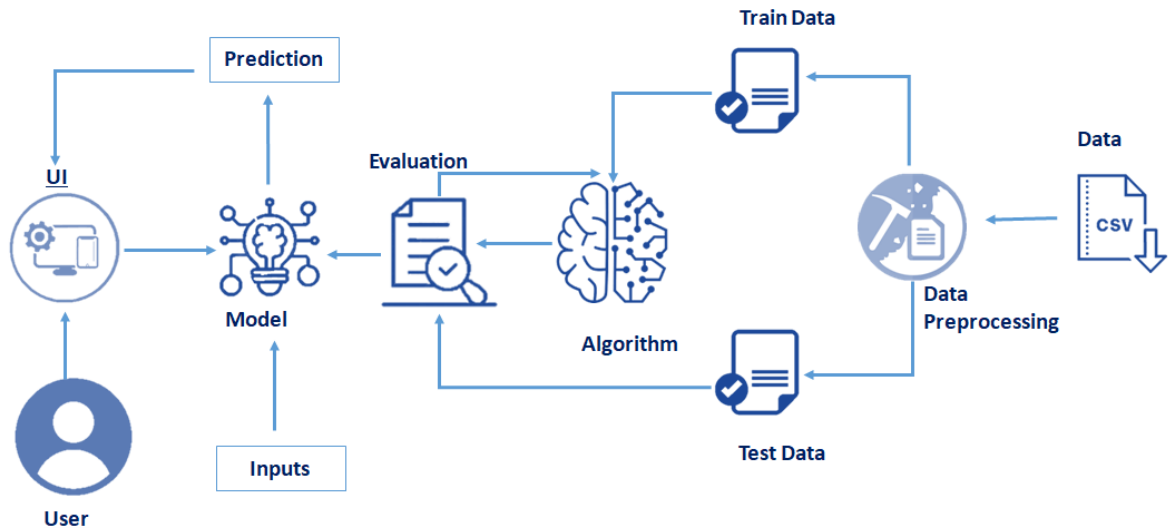 Train Data
Prediction
Evaluation
Data
UI
CSV
Data
Preprocessing
Model
Algorithm
Test Data
Inputs
User